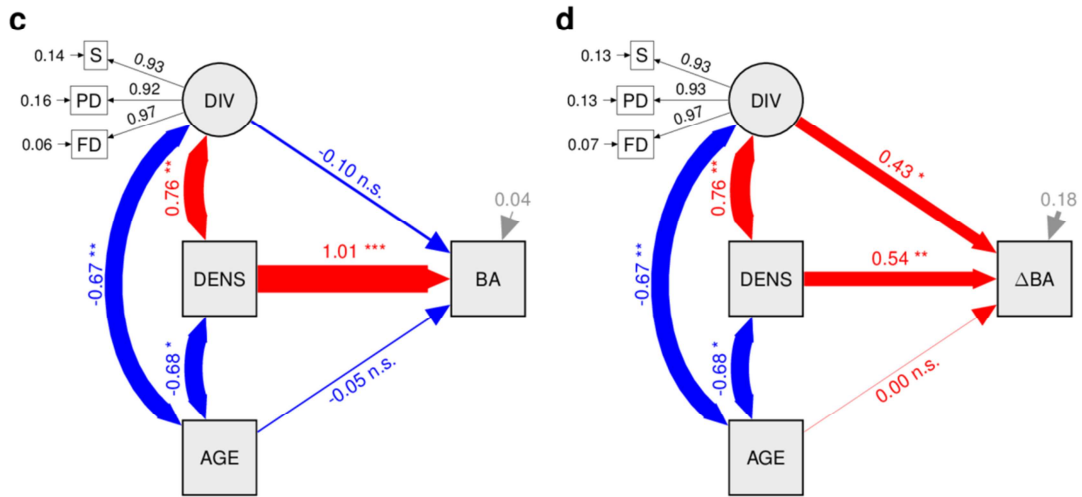 c
0.14
S
0.93
0.16
PD
0.92
0.06
FD
0.97
DIV
-0.10 n.s.
0.76 **
-0.67 **
DENS
1.01 ***
0.04
BA
-0.68 *
-0.05 n.s.
AGE
d
0.13
S
0.93
0.13
PD
0.93
0.07
FD
0.97
DIV
0.43 *
0.76 **
-0.67 **
DENS
0.54 **
0.18
ΔBA
-0.68 *
0.00 n.s.
AGE